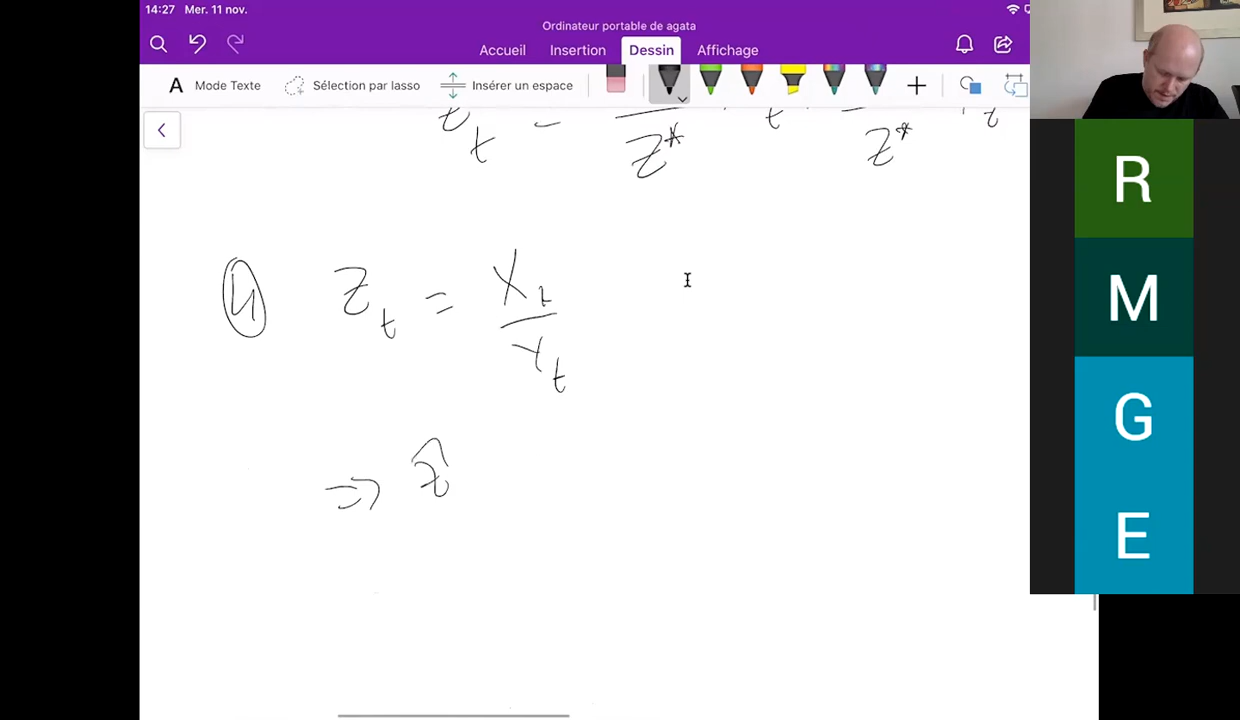 14:27 Mer. 11 nov.
Ordinateur portable de agata
Accueil Insertion Dessin Affichage
A Mode Texte Sélection par lasso Insérer un espace
z_t = / Z* t / Z* t
④ Z_t = X_t / Y_t
⇒ ẑ
R
M
G
E